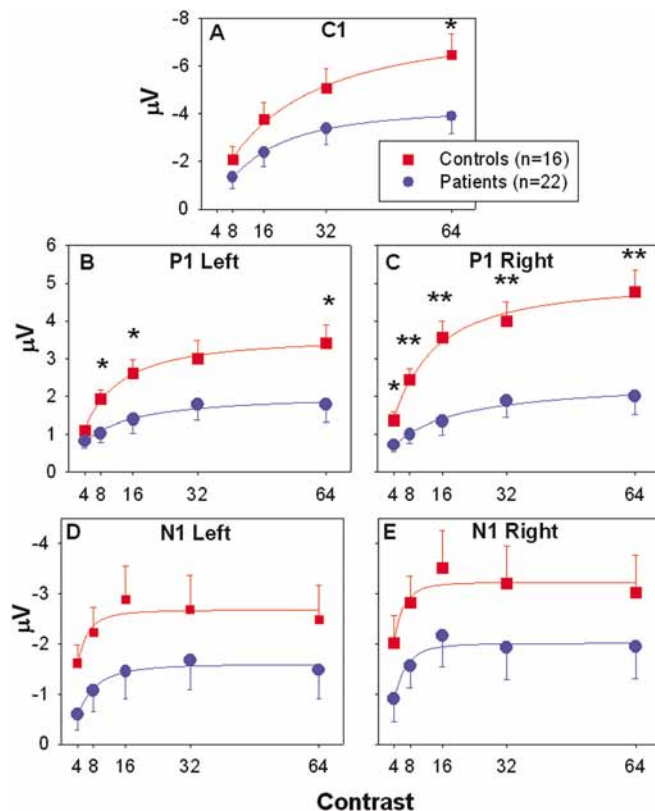 A C1
*
-8
-6
-4
-2
0
μV
Controls (n=16)
Patients (n=22)
4 8 16 32 64
B P1 Left
* * *
6
5
4
3
2
1
0
μV
4 8 16 32 64
C P1 Right
* ** ** ** **
4 8 16 32 64
D N1 Left
-4
-3
-2
-1
0
μV
4 8 16 32 64
E N1 Right
4 8 16 32 64
Contrast